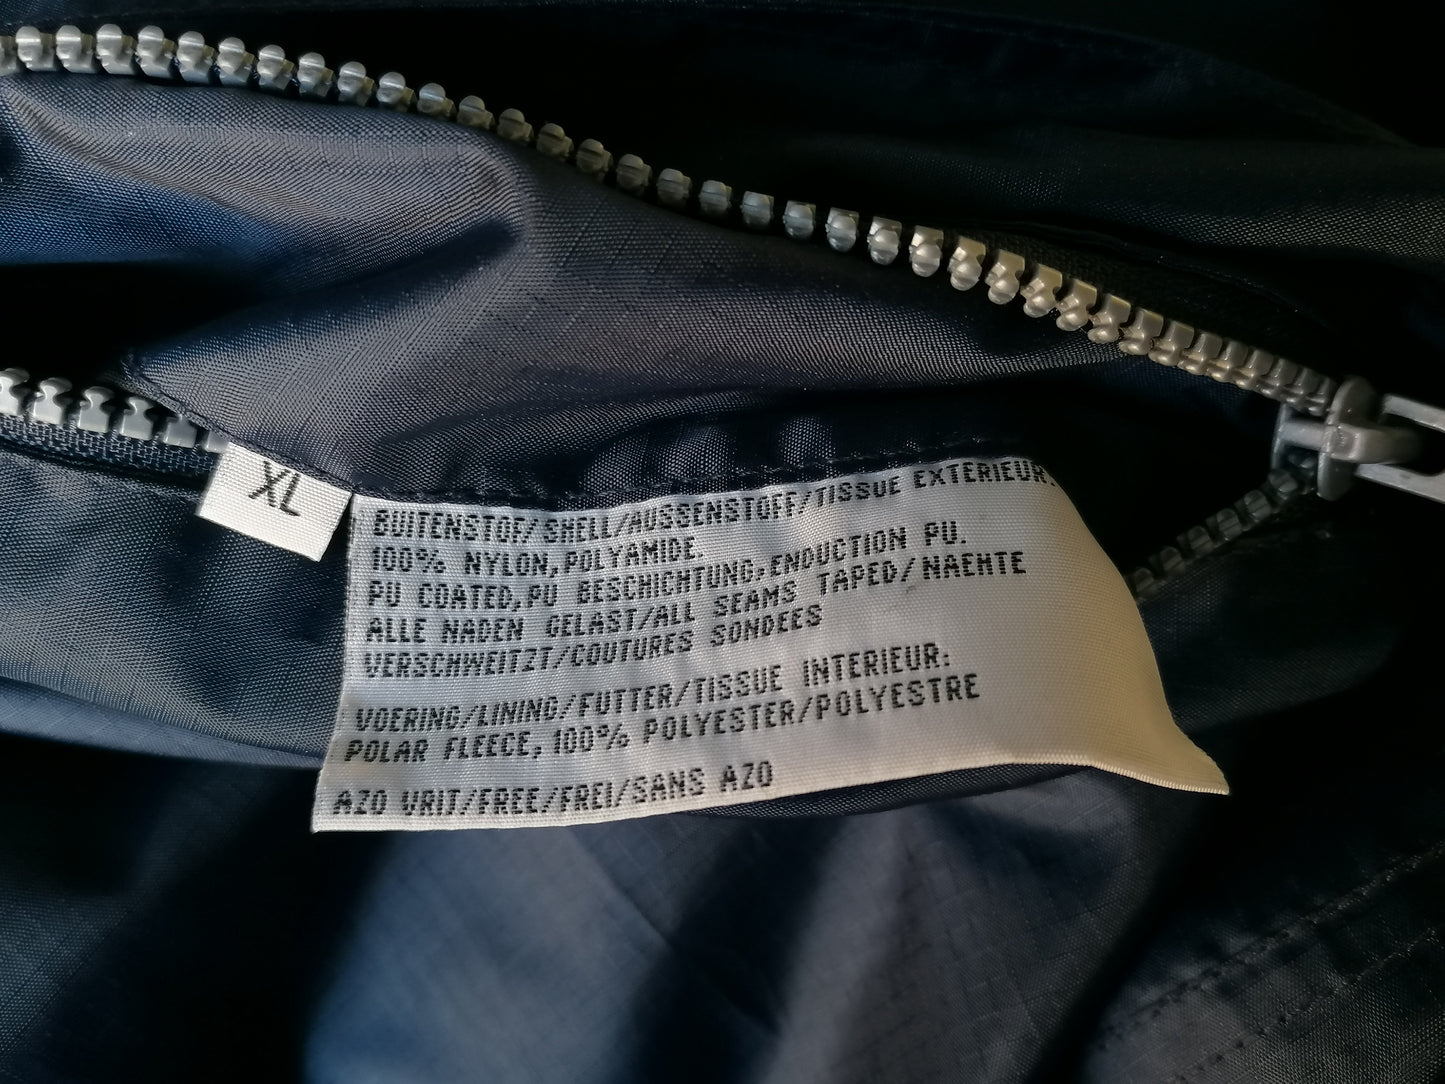 XL
BUITENSTOF/SHELL/AUSSENSTOFF/TISSUE EXTERIEUR:
100% NYLON,POLYAMIDE.
PU COATED,PU BESCHICHTUNG,ENDUCTION PU.
ALLE NADEN GELAST/ALL SEAMS TAPED/NAEHTE
VERSCHWEITZT/COUTURES SONDEES
VOERING/LINING/FUTTER/TISSUE INTERIEUR:
POLAR FLEECE, 100% POLYESTER/POLYESTRE
AZO VRIT/FREE/FREI/SANS AZO